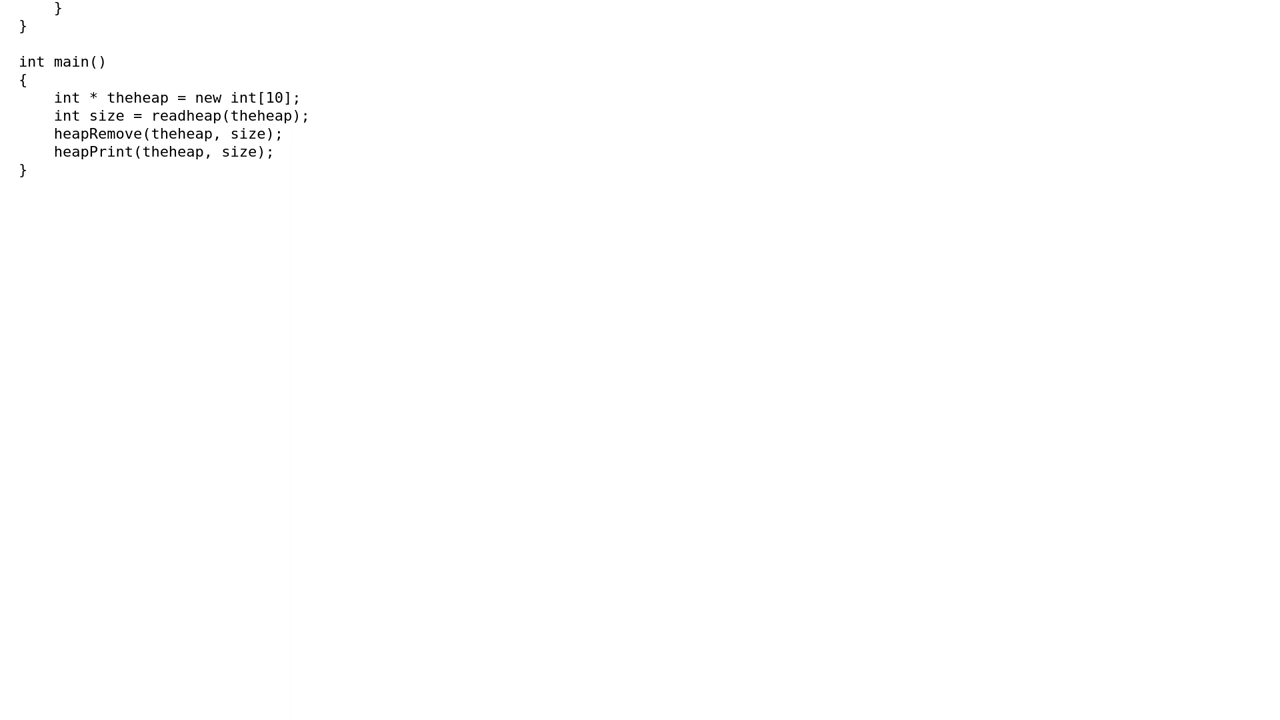 }
}

int main()
{
    int * theheap = new int[10];
    int size = readheap(theheap);
    heapRemove(theheap, size);
    heapPrint(theheap, size);
}